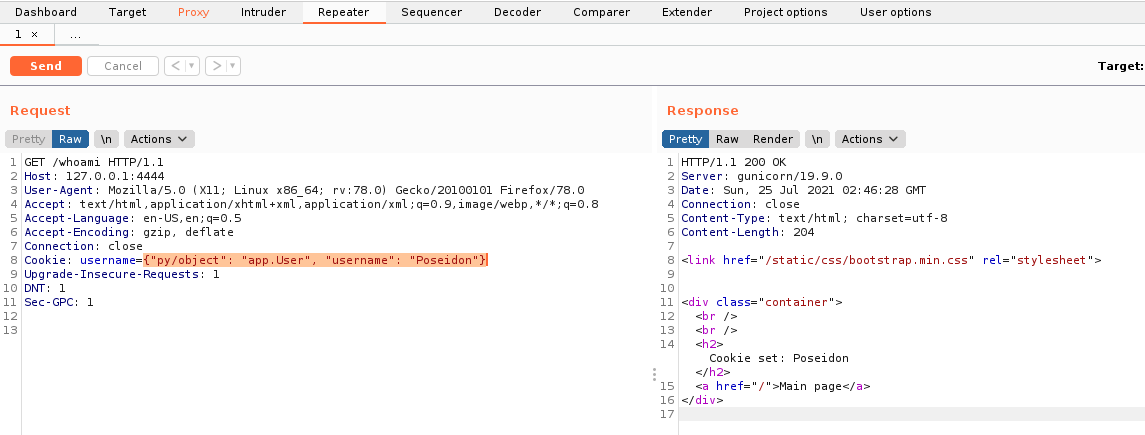 Dashboard Target Proxy Intruder Repeater Sequencer Decoder Comparer Extender Project options User options
1 × ...
Send Cancel < ▼ > ▼ Target:
Request
Pretty Raw \n Actions
1 GET /whoami HTTP/1.1
2 Host: 127.0.0.1:4444
3 User-Agent: Mozilla/5.0 (X11; Linux x86_64; rv:78.0) Gecko/20100101 Firefox/78.0
4 Accept: text/html,application/xhtml+xml,application/xml;q=0.9,image/webp,*/*;q=0.8
5 Accept-Language: en-US,en;q=0.5
6 Accept-Encoding: gzip, deflate
7 Connection: close
8 Cookie: username={"py/object": "app.User", "username": "Poseidon"}
9 Upgrade-Insecure-Requests: 1
10 DNT: 1
11 Sec-GPC: 1
12
13
Response
Pretty Raw Render \n Actions
1 HTTP/1.1 200 OK
2 Server: gunicorn/19.9.0
3 Date: Sun, 25 Jul 2021 02:46:28 GMT
4 Connection: close
5 Content-Type: text/html; charset=utf-8
6 Content-Length: 204
7
8 <link href="/static/css/bootstrap.min.css" rel="stylesheet">
9
10
11 <div class="container">
12 <br />
13 <br />
14 <h2>
Cookie set: Poseidon
</h2>
15 <a href="/">Main page</a>
16 </div>
17